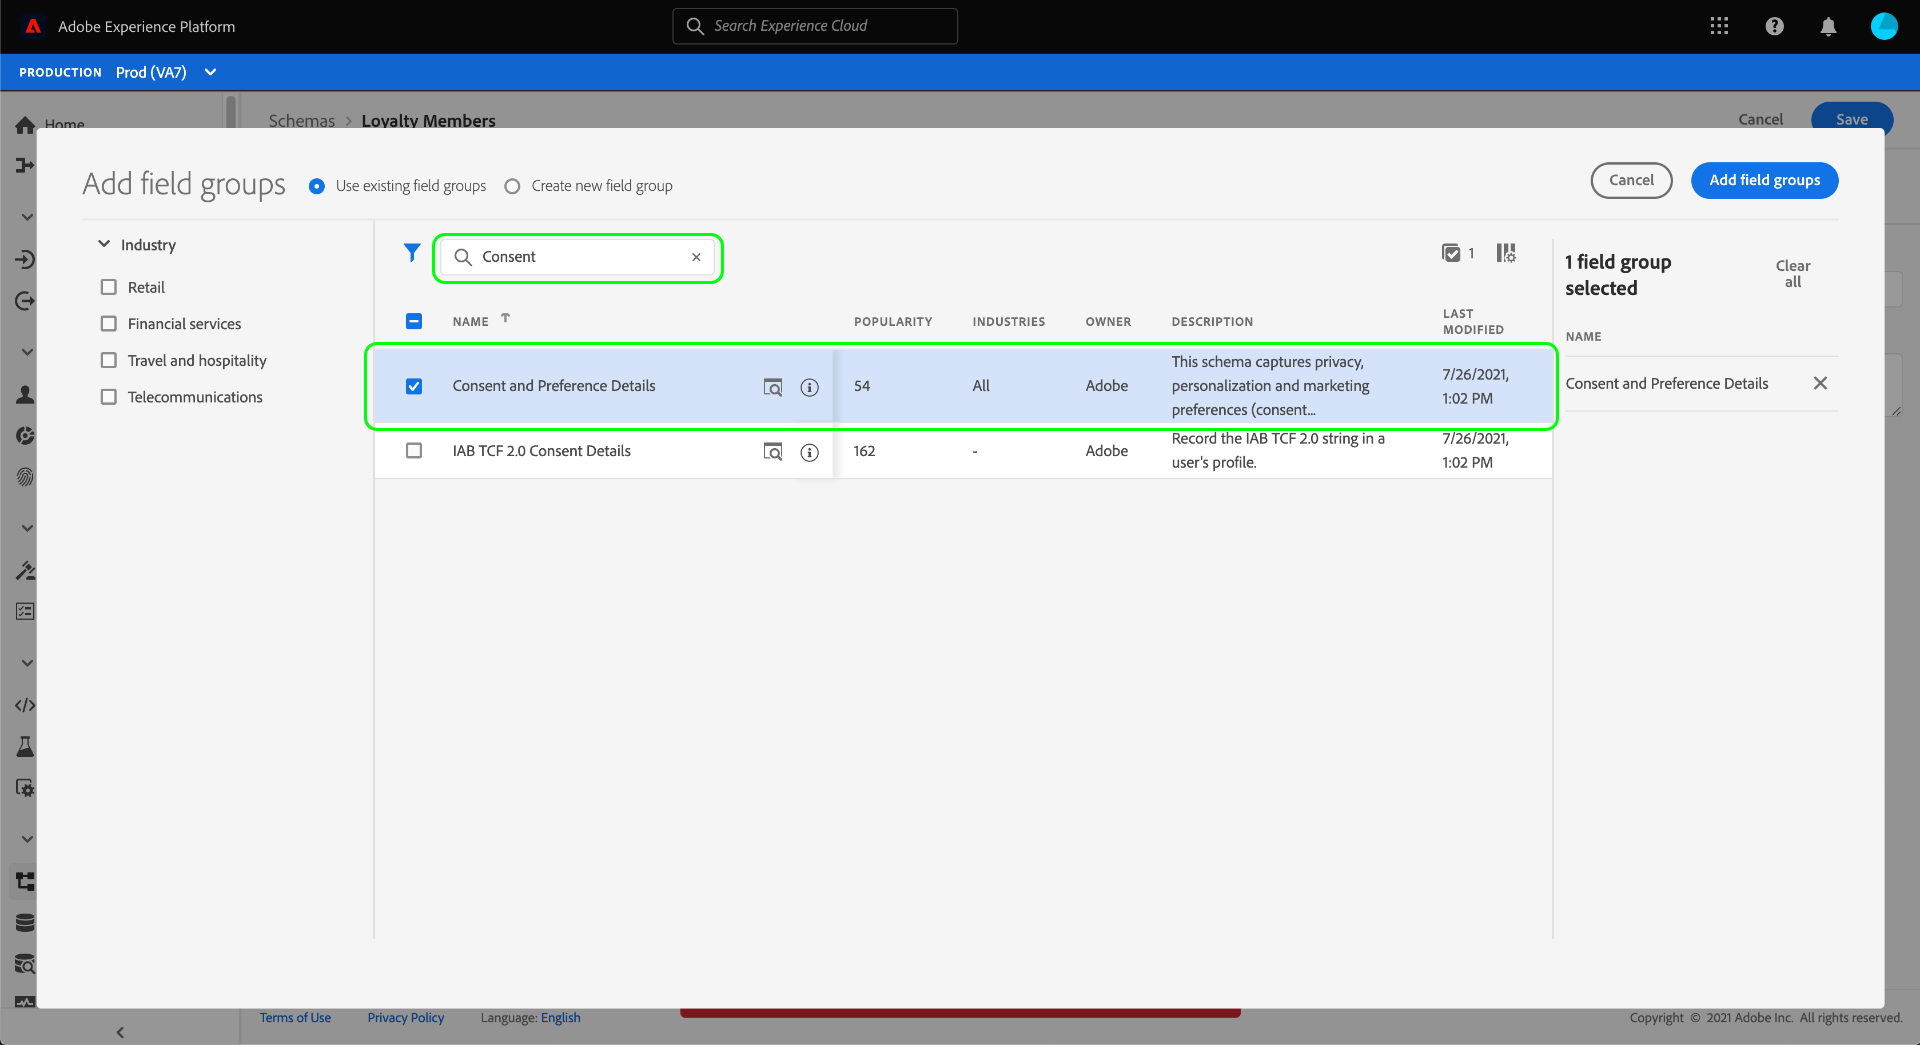 Adobe Experience Platform
Search Experience Cloud
PRODUCTION Prod (VA7)
Home
Schemas > Loyalty Members
Cancel
Save
Add field groups
Use existing field groups
Create new field group
Cancel
Add field groups
Industry
Retail
Financial services
Travel and hospitality
Telecommunications
Consent
1
NAME
POPULARITY
INDUSTRIES
OWNER
DESCRIPTION
LAST
MODIFIED
Consent and Preference Details
54
All
Adobe
This schema captures privacy,
personalization and marketing
preferences (consent...
7/26/2021,
1:02 PM
IAB TCF 2.0 Consent Details
162
-
Adobe
Record the IAB TCF 2.0 string in a
user's profile.
7/26/2021,
1:02 PM
1 field group
selected
Clear
all
NAME
Consent and Preference Details
Terms of Use
Privacy Policy
Language: English
Copyright © 2021 Adobe Inc. All rights reserved.